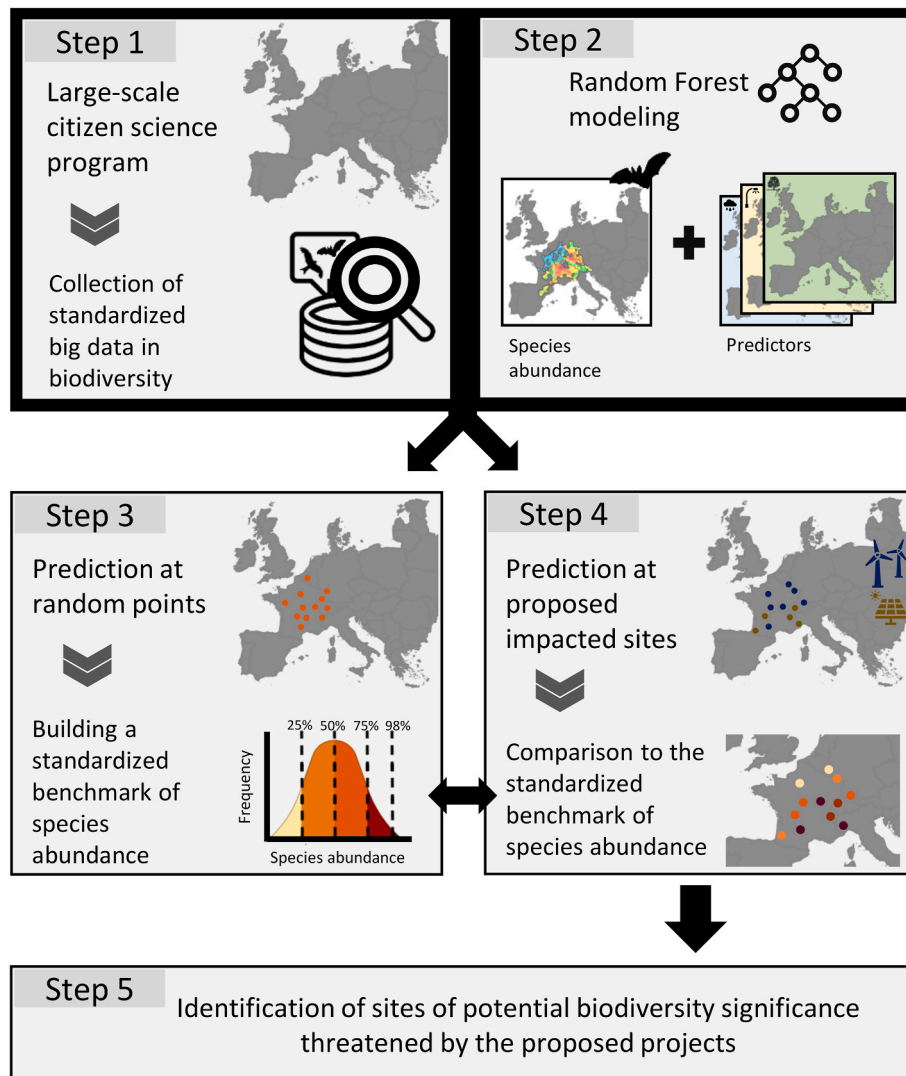 Step 1
Large-scale
citizen science
program
Collection of
standardized
big data in
biodiversity
Step 2
Random Forest
modeling
Species
abundance
Predictors
Step 3
Prediction at
random points
Building a
standardized
benchmark of
species
abundance
25% 50% 75% 98%
Frequency
Species abundance
Step 4
Prediction at
proposed
impacted sites
Comparison to the
standardized
benchmark of
species abundance
Step 5
Identification of sites of potential biodiversity significance
threatened by the proposed projects